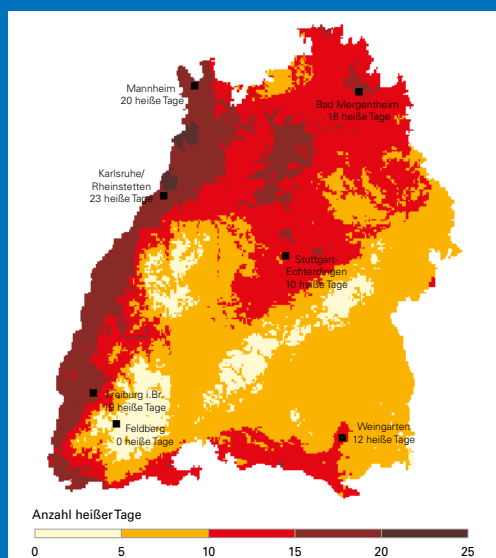 Mannheim
20 heiße Tage
Bad Mergentheim
18 heiße Tage
Karlsruhe/
Rheinstetten
23 heiße Tage
Stuttgart-
Echterdingen
10 heiße Tage
Freiburg i.Br.
19 heiße Tage
Feldberg
0 heiße Tage
Weingarten
12 heiße Tage
Anzahl heißer Tage
0 5 10 15 20 25